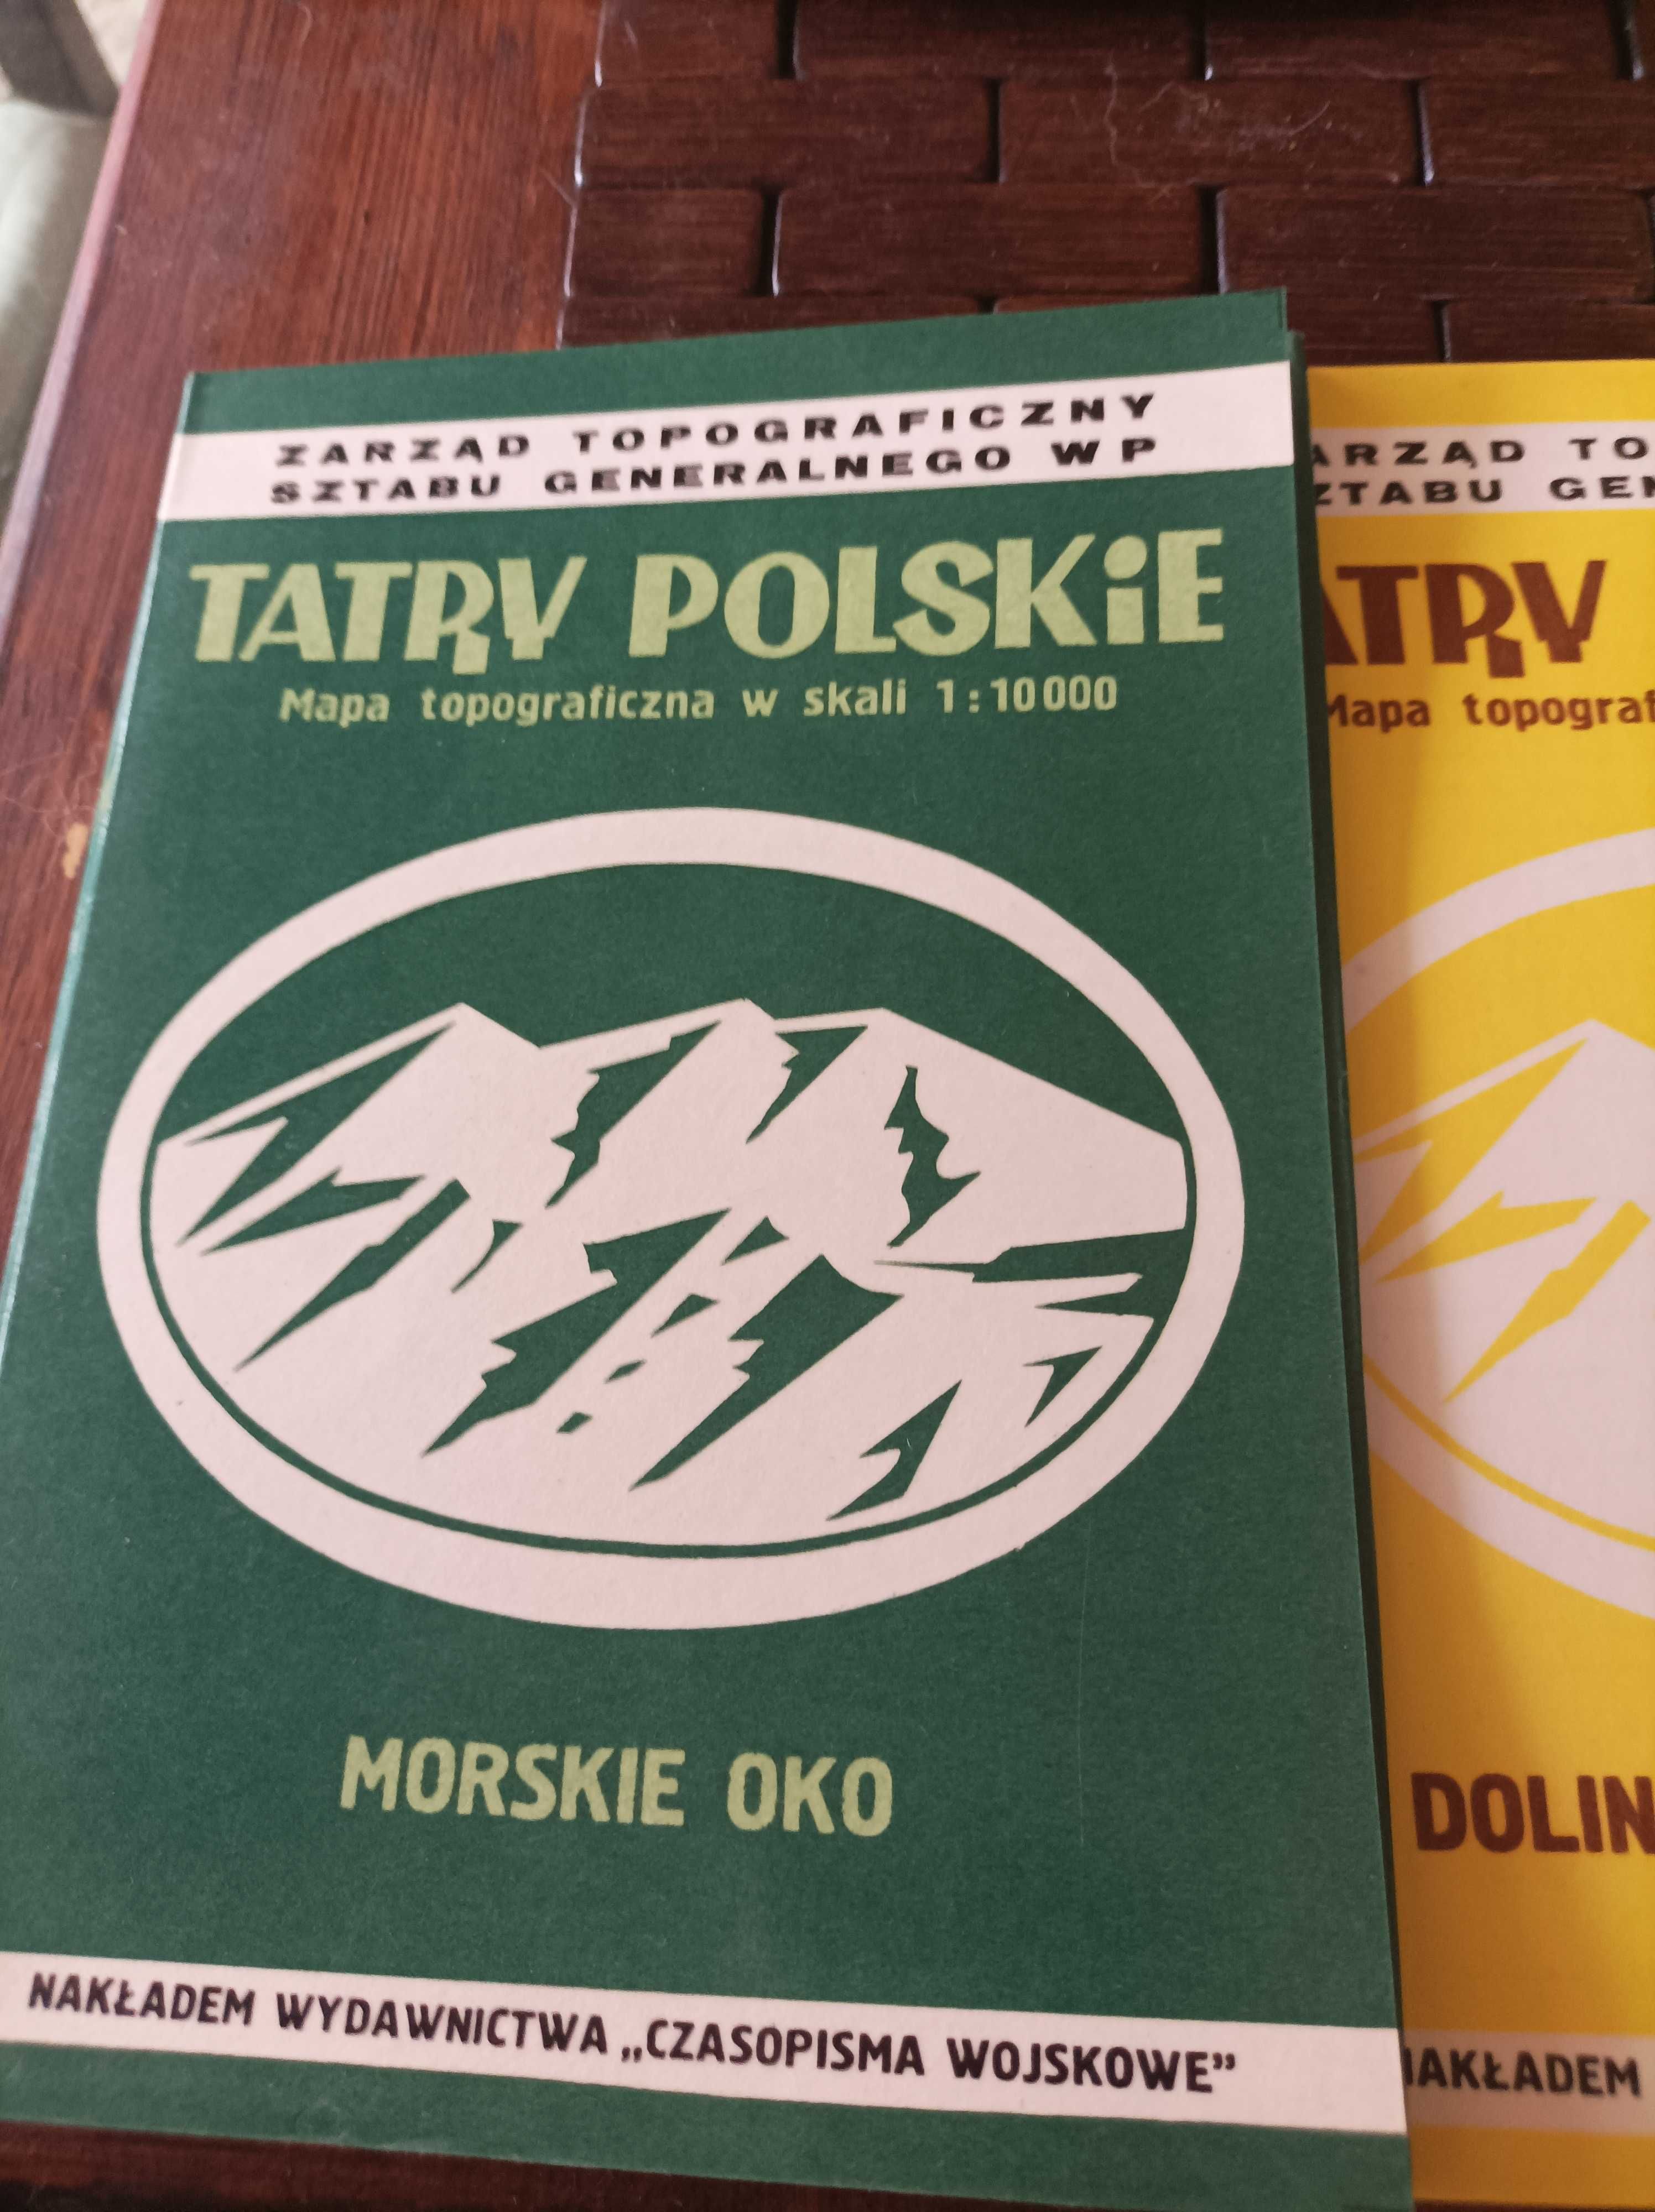 ZARZĄD TOPOGRAFICZNY
SZTABU GENERALNEGO WP
TATRY POLSKiE
Mapa topograficzna w skali 1:10000
MORSKIE OKO
NAKŁADEM WYDAWNICTWA „CZASOPISMA WOJSKOWE”
ARZĄD TO
ZTABU GEN
ATRY
Mapa topograf
DOLIN
NAKŁADEM